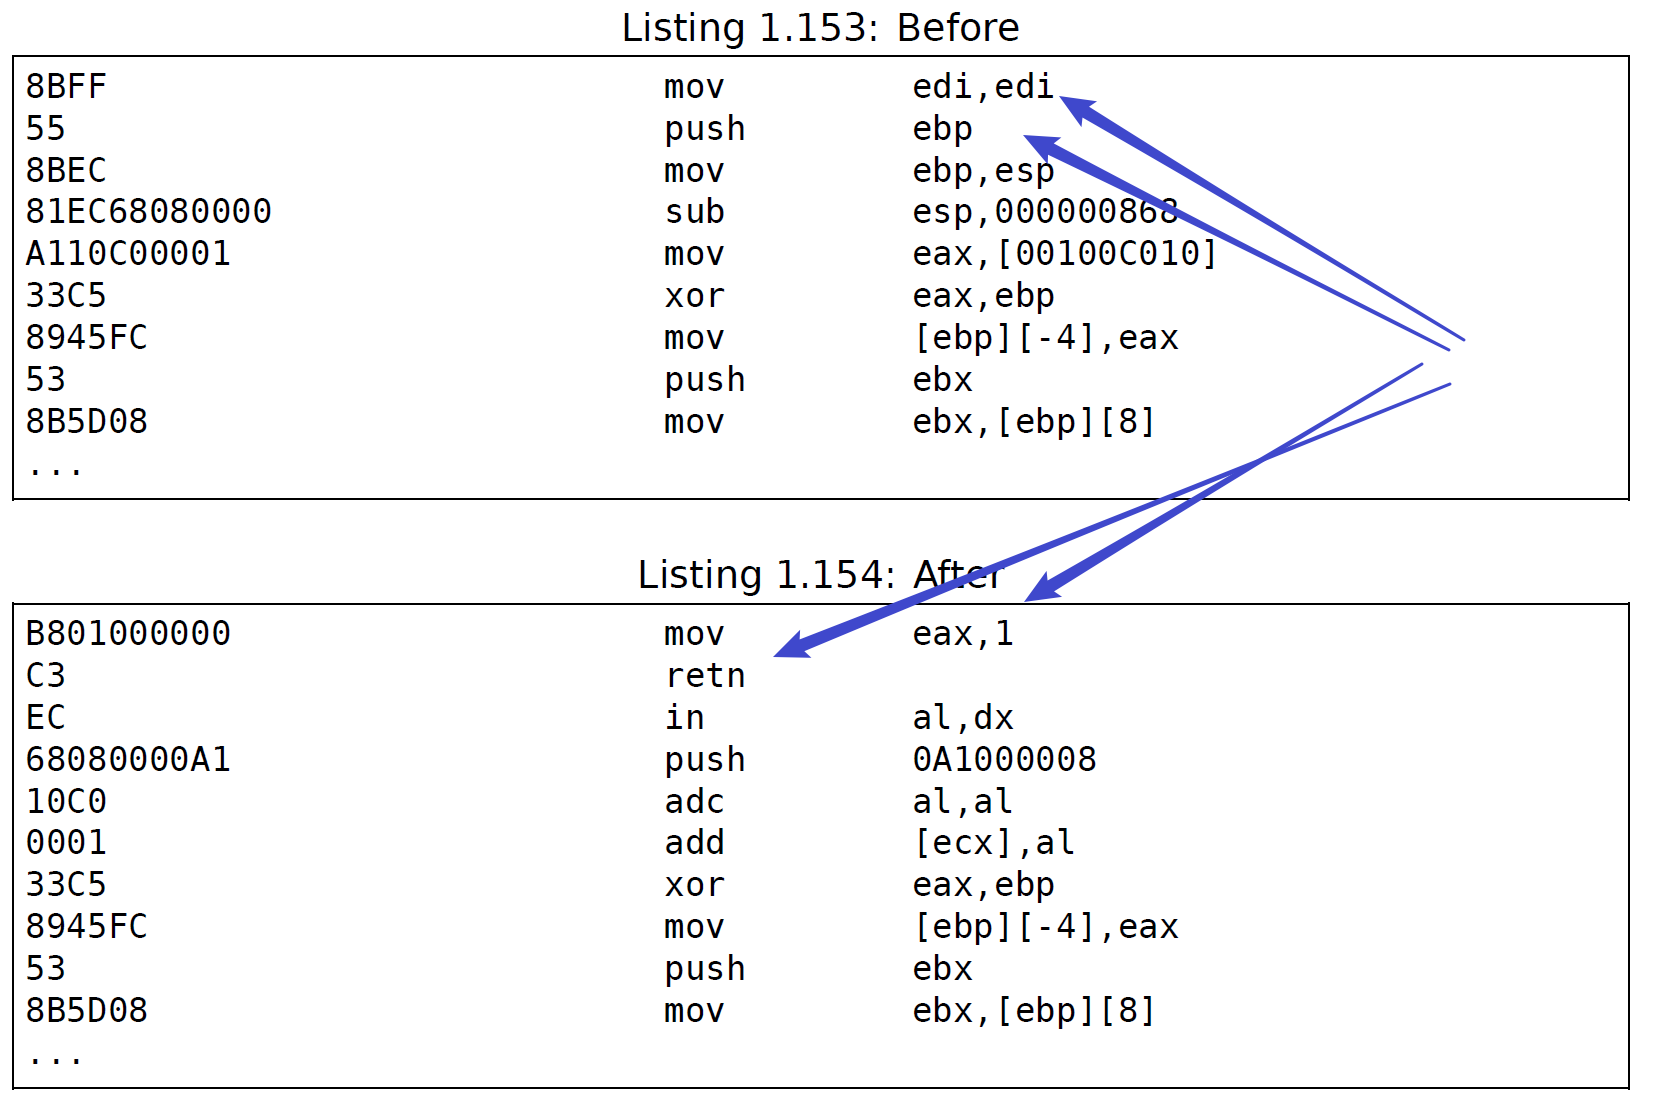 Listing 1.153: Before
8BFF mov edi,edi
55 push ebp
8BEC mov ebp,esp
81EC68080000 sub esp,000000868
A110C00001 mov eax,[00100C010]
33C5 xor eax,ebp
8945FC mov [ebp][-4],eax
53 push ebx
8B5D08 mov ebx,[ebp][8]
...
Listing 1.154: After
B801000000 mov eax,1
C3 retn
EC in al,dx
68080000A1 push 0A1000008
10C0 adc al,al
0001 add [ecx],al
33C5 xor eax,ebp
8945FC mov [ebp][-4],eax
53 push ebx
8B5D08 mov ebx,[ebp][8]
...